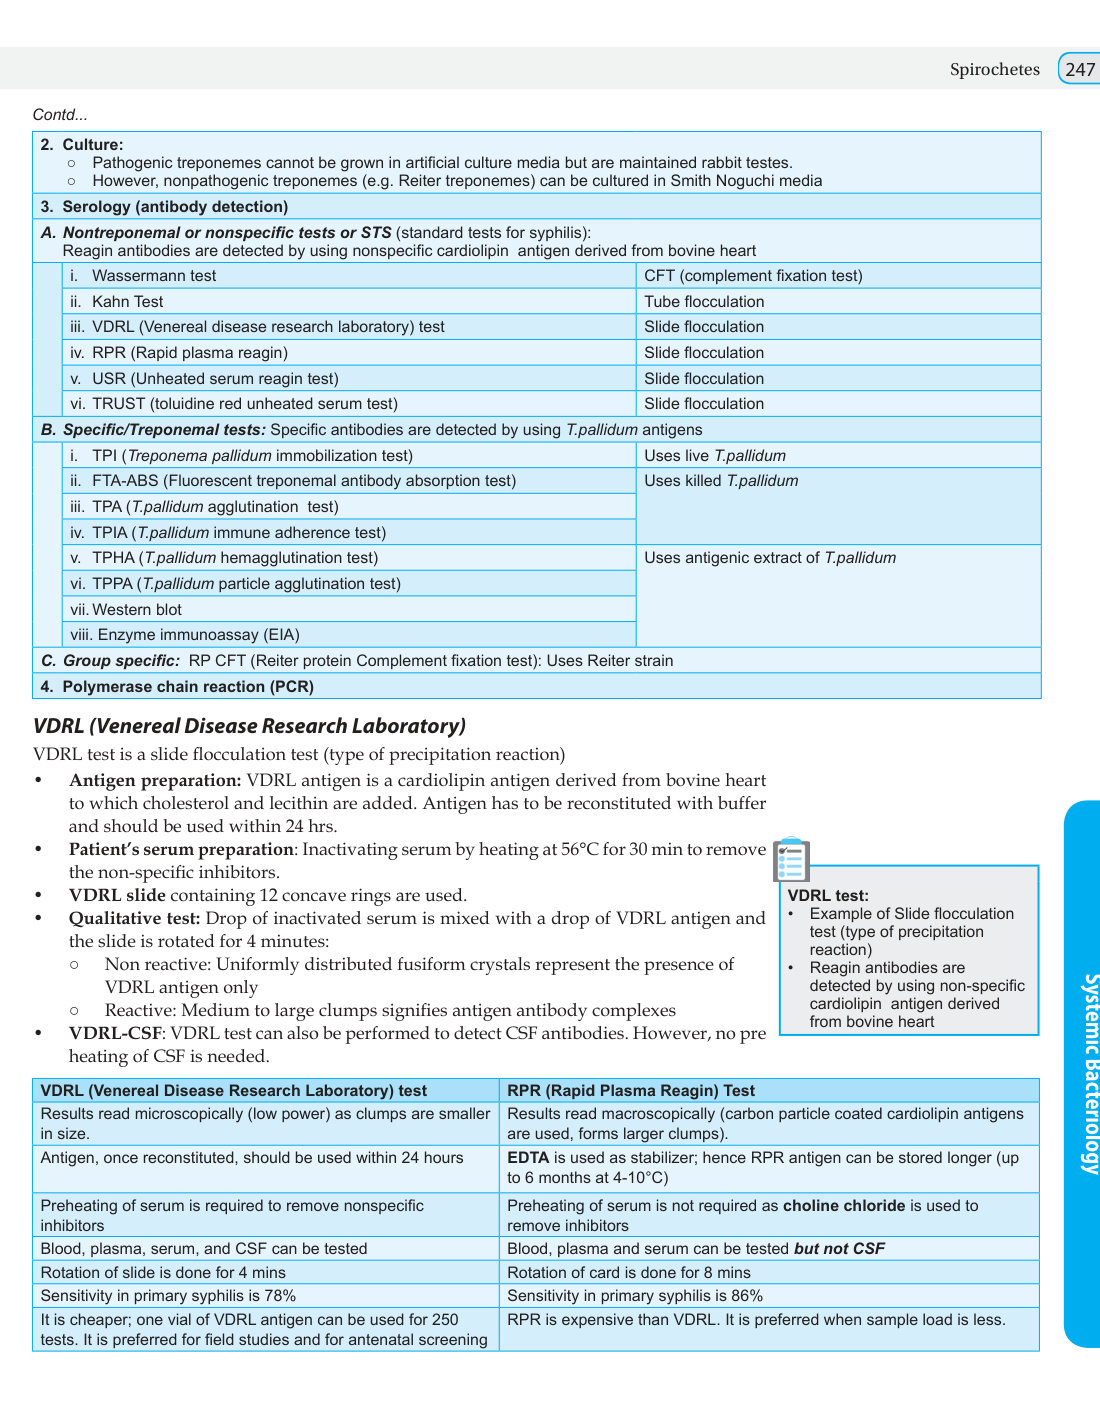 Spirochetes 247
Contd...
2. Culture:
○ Pathogenic treponemes cannot be grown in artificial culture media but are maintained rabbit testes.
○ However, nonpathogenic treponemes (e.g. Reiter treponemes) can be cultured in Smith Noguchi media
3. Serology (antibody detection)
A. Nontreponemal or nonspecific tests or STS (standard tests for syphilis):
Reagin antibodies are detected by using nonspecific cardiolipin antigen derived from bovine heart
i. Wassermann test CFT (complement fixation test)
ii. Kahn Test Tube flocculation
iii. VDRL (Venereal disease research laboratory) test Slide flocculation
iv. RPR (Rapid plasma reagin) Slide flocculation
v. USR (Unheated serum reagin test) Slide flocculation
vi. TRUST (toluidine red unheated serum test) Slide flocculation
B. Specific/Treponemal tests: Specific antibodies are detected by using T.pallidum antigens
i. TPI (Treponema pallidum immobilization test) Uses live T.pallidum
ii. FTA-ABS (Fluorescent treponemal antibody absorption test) Uses killed T.pallidum
iii. TPA (T.pallidum agglutination test)
iv. TPIA (T.pallidum immune adherence test)
v. TPHA (T.pallidum hemagglutination test) Uses antigenic extract of T.pallidum
vi. TPPA (T.pallidum particle agglutination test)
vii. Western blot
viii. Enzyme immunoassay (EIA)
C. Group specific: RP CFT (Reiter protein Complement fixation test): Uses Reiter strain
4. Polymerase chain reaction (PCR)
VDRL (Venereal Disease Research Laboratory)
VDRL test is a slide flocculation test (type of precipitation reaction)
• Antigen preparation: VDRL antigen is a cardiolipin antigen derived from bovine heart
to which cholesterol and lecithin are added. Antigen has to be reconstituted with buffer
and should be used within 24 hrs.
• Patient's serum preparation: Inactivating serum by heating at 56°C for 30 min to remove
the non-specific inhibitors.
• VDRL slide containing 12 concave rings are used.
• Qualitative test: Drop of inactivated serum is mixed with a drop of VDRL antigen and
the slide is rotated for 4 minutes:
○ Non reactive: Uniformly distributed fusiform crystals represent the presence of
VDRL antigen only
○ Reactive: Medium to large clumps signifies antigen antibody complexes
• VDRL-CSF: VDRL test can also be performed to detect CSF antibodies. However, no pre
heating of CSF is needed.
VDRL test:
• Example of Slide flocculation
test (type of precipitation
reaction)
• Reagin antibodies are
detected by using non-specific
cardiolipin antigen derived
from bovine heart
VDRL (Venereal Disease Research Laboratory) test RPR (Rapid Plasma Reagin) Test
Results read microscopically (low power) as clumps are smaller
in size.
Results read macroscopically (carbon particle coated cardiolipin antigens
are used, forms larger clumps).
Antigen, once reconstituted, should be used within 24 hours
EDTA is used as stabilizer; hence RPR antigen can be stored longer (up
to 6 months at 4-10°C)
Preheating of serum is required to remove nonspecific
inhibitors
Preheating of serum is not required as choline chloride is used to
remove inhibitors
Blood, plasma, serum, and CSF can be tested Blood, plasma and serum can be tested but not CSF
Rotation of slide is done for 4 mins Rotation of card is done for 8 mins
Sensitivity in primary syphilis is 78% Sensitivity in primary syphilis is 86%
It is cheaper; one vial of VDRL antigen can be used for 250
tests. It is preferred for field studies and for antenatal screening
RPR is expensive than VDRL. It is preferred when sample load is less.
Systemic Bacteriology